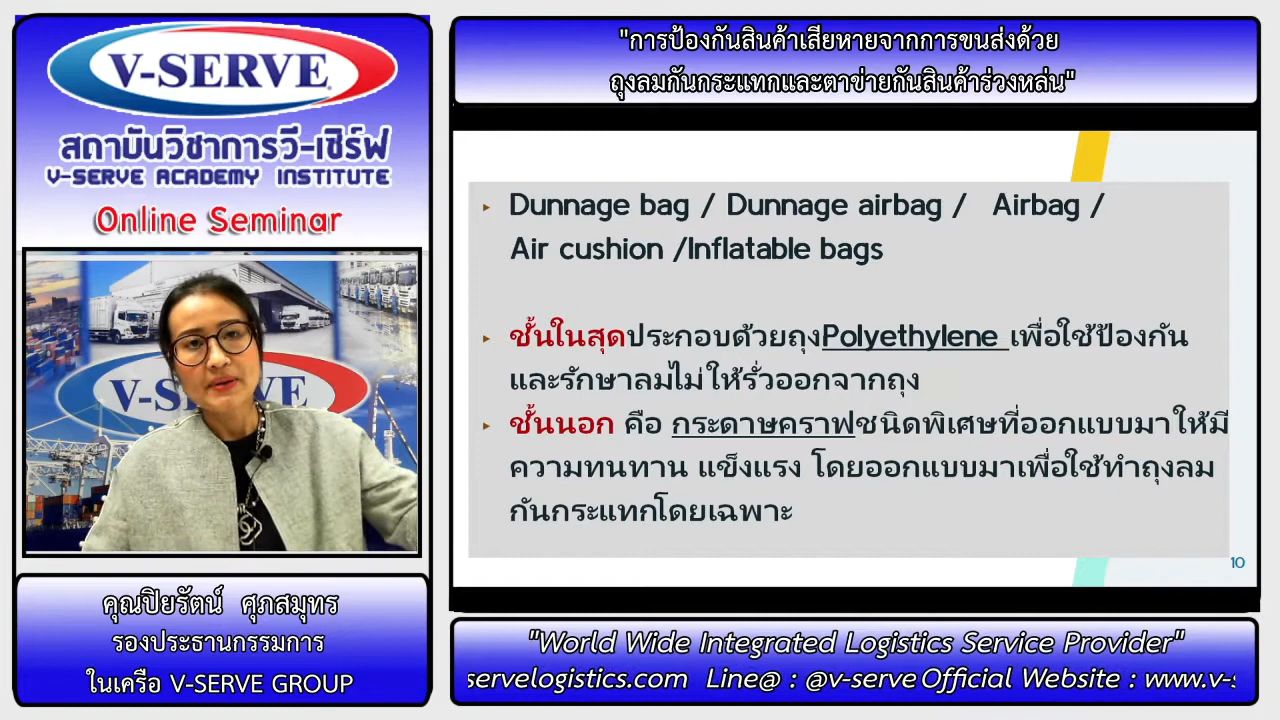 V-SERVE
สถาบันวิชาการวี-เซิร์ฟ
V-SERVE ACADEMY INSTITUTE
Online Seminar
V-SERVE
คุณปิยรัตน์ ศุภสมุทร
รองประธานกรรมการ
ในเครือ V-SERVE GROUP
"การป้องกันสินค้าเสียหายจากการขนส่งด้วย
ถุงลมกันกระแทกและตาข่ายกันสินค้าร่วงหล่น"
Dunnage bag / Dunnage airbag / Airbag /
Air cushion /Inflatable bags
ชั้นในสุดประกอบด้วยถุงPolyethylene เพื่อใช้ป้องกัน
และรักษาลมไม่ให้รั่วออกจากถุง
ชั้นนอก คือ กระดาษคราฟชนิดพิเศษที่ออกแบบมาให้มี
ความทนทาน แข็งแรง โดยออกแบบมาเพื่อใช้ทำถุงลม
กันกระแทกโดยเฉพาะ
10
"World Wide Integrated Logistics Service Provider"
servelogistics.com Line@ : @v-serve Official Website : www.v-s